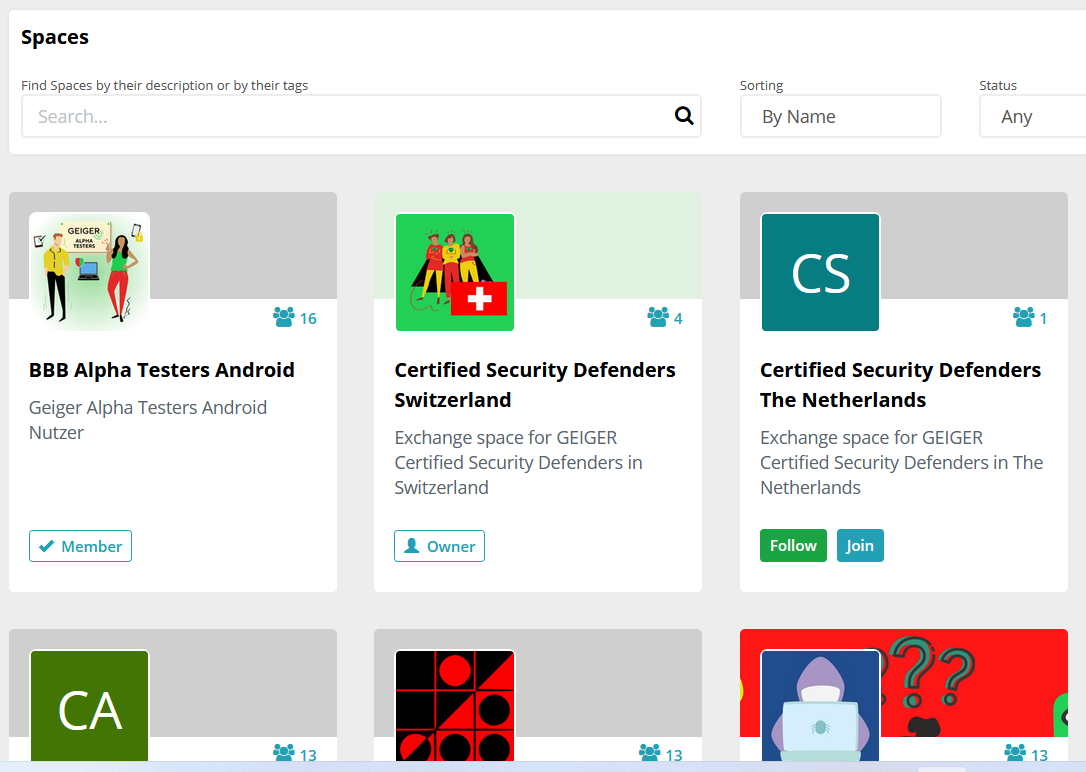 Spaces
Find Spaces by their description or by their tags
Sorting
Status
Search...
By Name
Any
GEIGER
ALPHA
TESTERS
16
BBB Alpha Testers Android
Geiger Alpha Testers Android
Nutzer
Member
4
Certified Security Defenders
Switzerland
Exchange space for GEIGER
Certified Security Defenders in
Switzerland
Owner
CS
1
Certified Security Defenders
The Netherlands
Exchange space for GEIGER
Certified Security Defenders in The
Netherlands
Follow
Join
CA
13
13
???
13